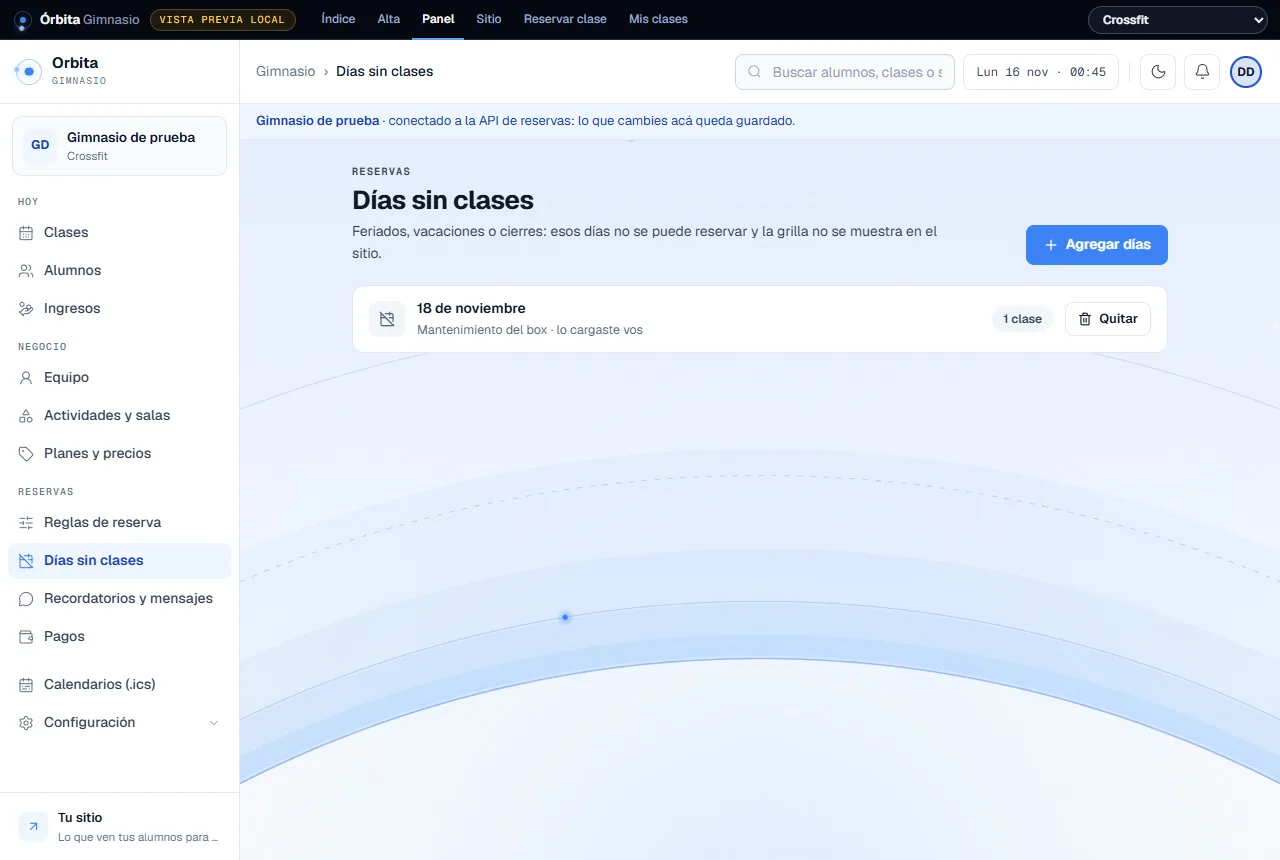 Órbita Gimnasio
VISTA PREVIA LOCAL
Índice
Alta
Panel
Sitio
Reservar clase
Mis clases
Crossfit
Orbita
GIMNASIO
Gimnasio › Días sin clases
Buscar alumnos, clases o s
Lun 16 nov · 00:45
DD
Gimnasio de prueba · conectado a la API de reservas: lo que cambies acá queda guardado.
GD
Gimnasio de prueba
Crossfit
HOY
Clases
Alumnos
Ingresos
NEGOCIO
Equipo
Actividades y salas
Planes y precios
RESERVAS
Reglas de reserva
Días sin clases
Recordatorios y mensajes
Pagos
Calendarios (.ics)
Configuración
Tu sitio
Lo que ven tus alumnos para …
RESERVAS
Días sin clases
Feriados, vacaciones o cierres: esos días no se puede reservar y la grilla no se muestra en el
sitio.
Agregar días
18 de noviembre
Mantenimiento del box · lo cargaste vos
1 clase
Quitar